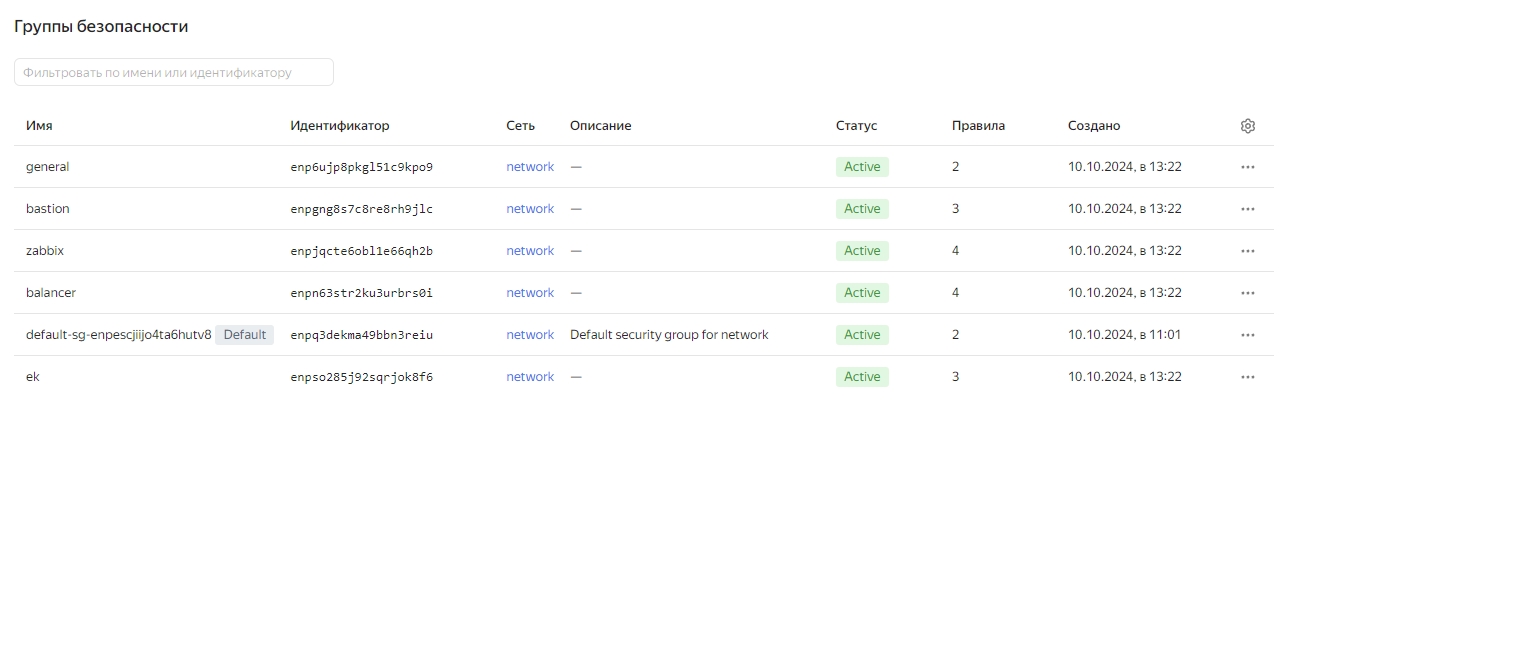 Группы безопасности
Фильтровать по имени или идентификатору
Имя Идентификатор Сеть Описание Статус Правила Создано
general enp6ujp8pkgl51c9kpo9 network — Active 2 10.10.2024, в 13:22
bastion enpgng8s7c8re8rh9jlc network — Active 3 10.10.2024, в 13:22
zabbix enpjqcte6obl1e66qh2b network — Active 4 10.10.2024, в 13:22
balancer enpn63str2ku3urbrs0i network — Active 4 10.10.2024, в 13:22
default-sg-enpescjiijo4ta6hutv8 Default enpq3dekma49bbn3reiu network Default security group for network Active 2 10.10.2024, в 11:01
ek enpso285j92sqrjok8f6 network — Active 3 10.10.2024, в 13:22